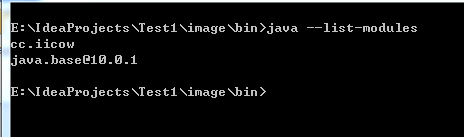 E:\IdeaProjects\Test1\image\bin>java --list-modules
cc.iicow
java.base@10.0.1
E:\IdeaProjects\Test1\image\bin>